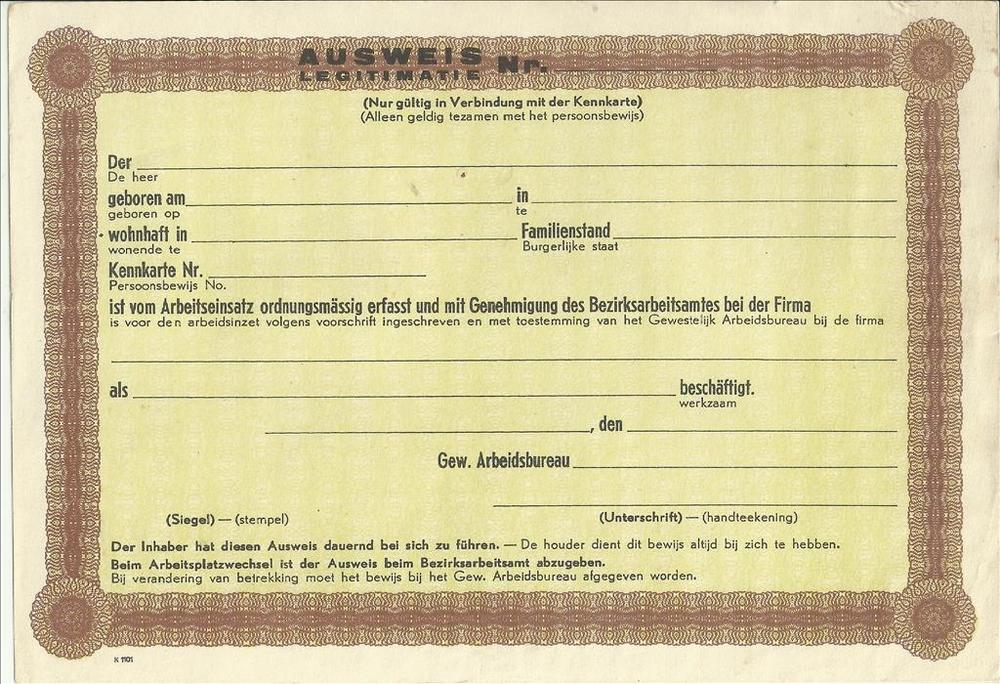 AUSWEIS Nr.
LEGITIMATIE
(Nur gültig in Verbindung mit der Kennkarte)
(Alleen geldig tezamen met het persoonsbewijs)
Der
De heer
geboren am in
geboren op te
wohnhaft in Familienstand
wonende te Burgerlijke staat
Kennkarte Nr.
Persoonsbewijs No.
ist vom Arbeitseinsatz ordnungsmässig erfasst und mit Genehmigung des Bezirksarbeitsamtes bei der Firma
is voor den arbeidsinzet volgens voorschrift ingeschreven en met toestemming van het Gewestelijk Arbeidsbureau bij de firma
als beschäftigt.
werkzaam
, den
Gew. Arbeidsbureau
(Siegel) — (stempel) (Unterschrift) — (handteekening)
Der Inhaber hat diesen Ausweis dauernd bei sich zu führen. — De houder dient dit bewijs altijd bij zich te hebben.
Beim Arbeitsplatzwechsel ist der Ausweis beim Bezirksarbeitsamt abzugeben.
Bij verandering van betrekking moet het bewijs bij het Gew. Arbeidsbureau afgegeven worden.
K 1101